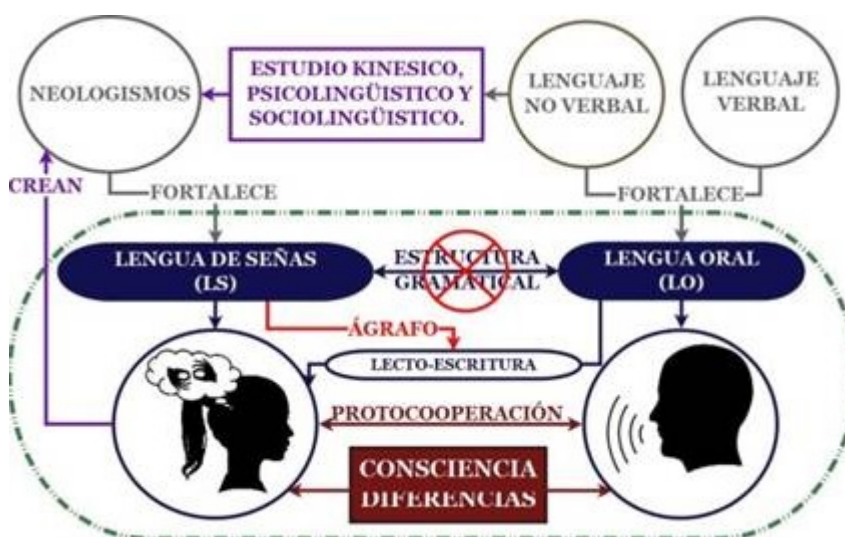 NEOLOGISMOS
ESTUDIO KINESICO,
PSICOLINGÜISTICO Y
SOCIOLINGÜISTICO.
LENGUAJE
NO VERBAL
LENGUAJE
VERBAL
CREAN
FORTALECE
FORTALECE
LENGUA DE SEÑAS
(LS)
ESTRUCTURA
GRAMATICAL
LENGUA ORAL
(LO)
ÁGRAFO
LECTO-ESCRITURA
PROTOCOOPERACIÓN
CONSCIENCIA
DIFERENCIAS